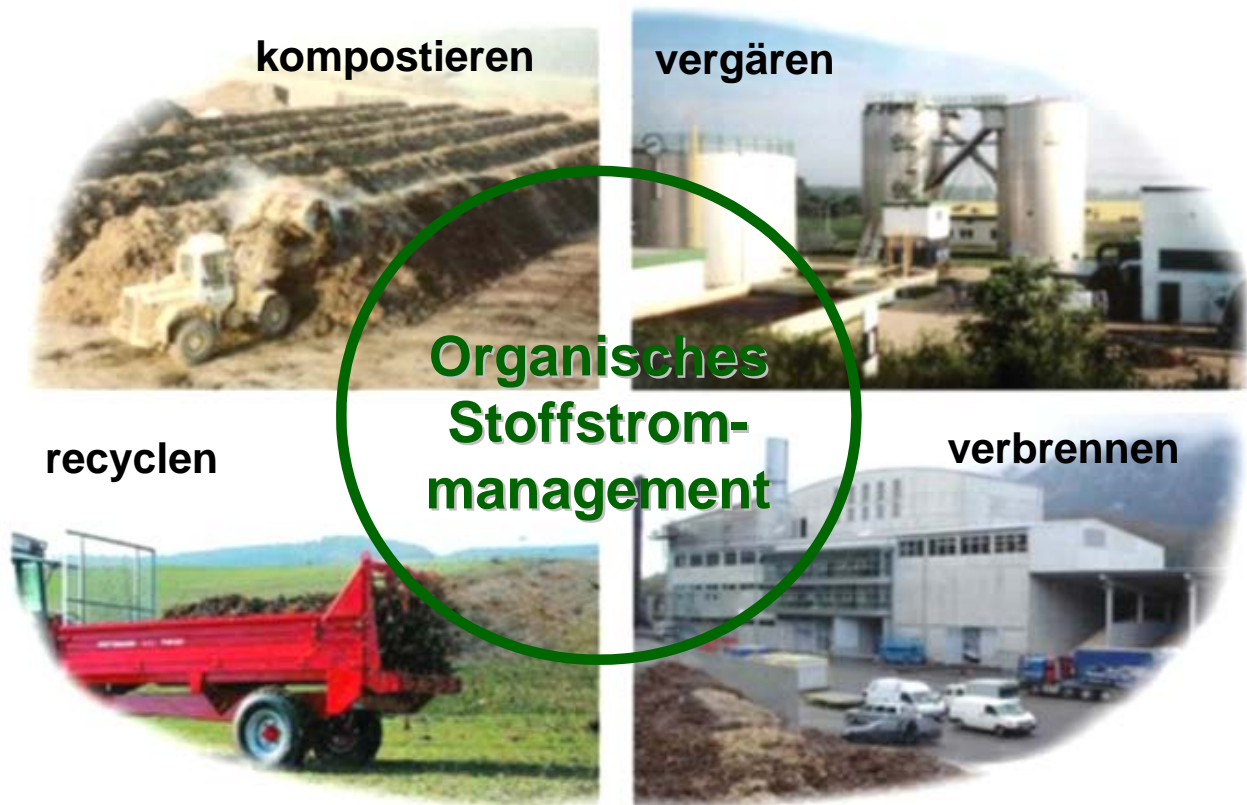 kompostieren
vergären
Organisches
Stoffstrom-
management
recyclen
verbrennen